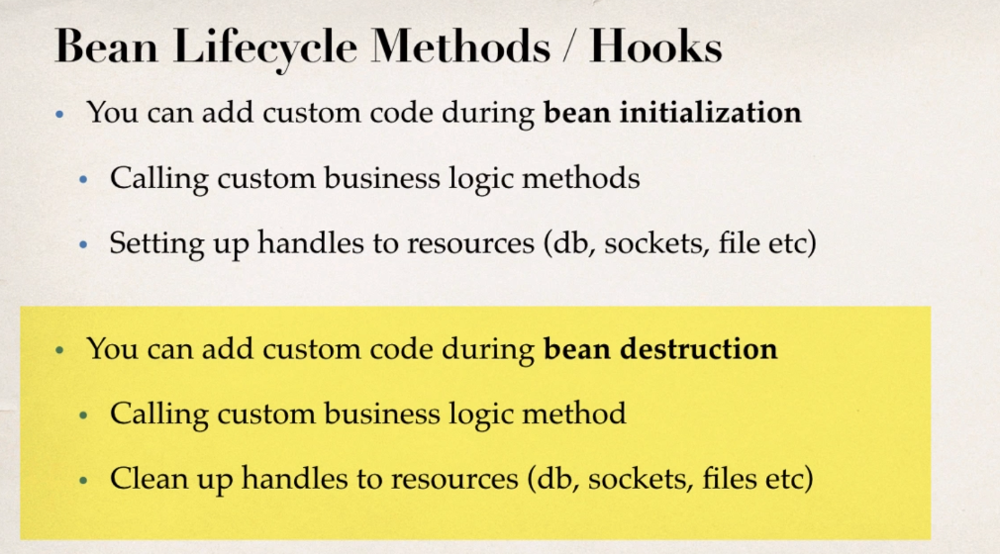 Bean Lifecycle Methods / Hooks
• You can add custom code during bean initialization
• Calling custom business logic methods
• Setting up handles to resources (db, sockets, file etc)
• You can add custom code during bean destruction
• Calling custom business logic method
• Clean up handles to resources (db, sockets, files etc)